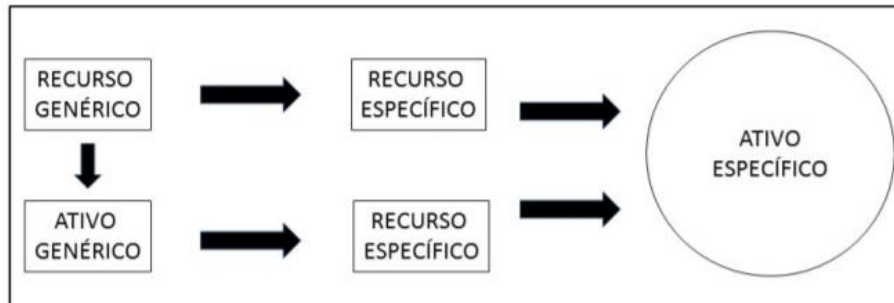 RECURSO
GENÉRICO
RECURSO
ESPECÍFICO
ATIVO
ESPECÍFICO
ATIVO
GENÉRICO
RECURSO
ESPECÍFICO